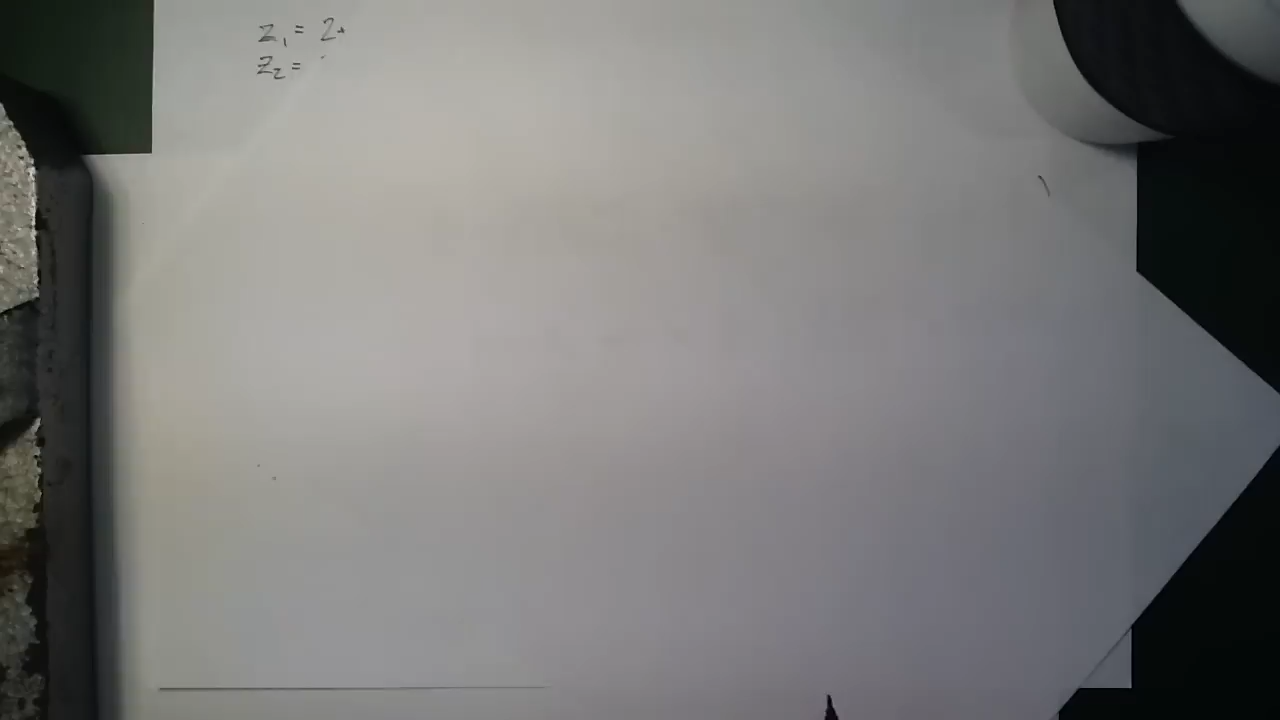 z₁ = 2+
z₂ =